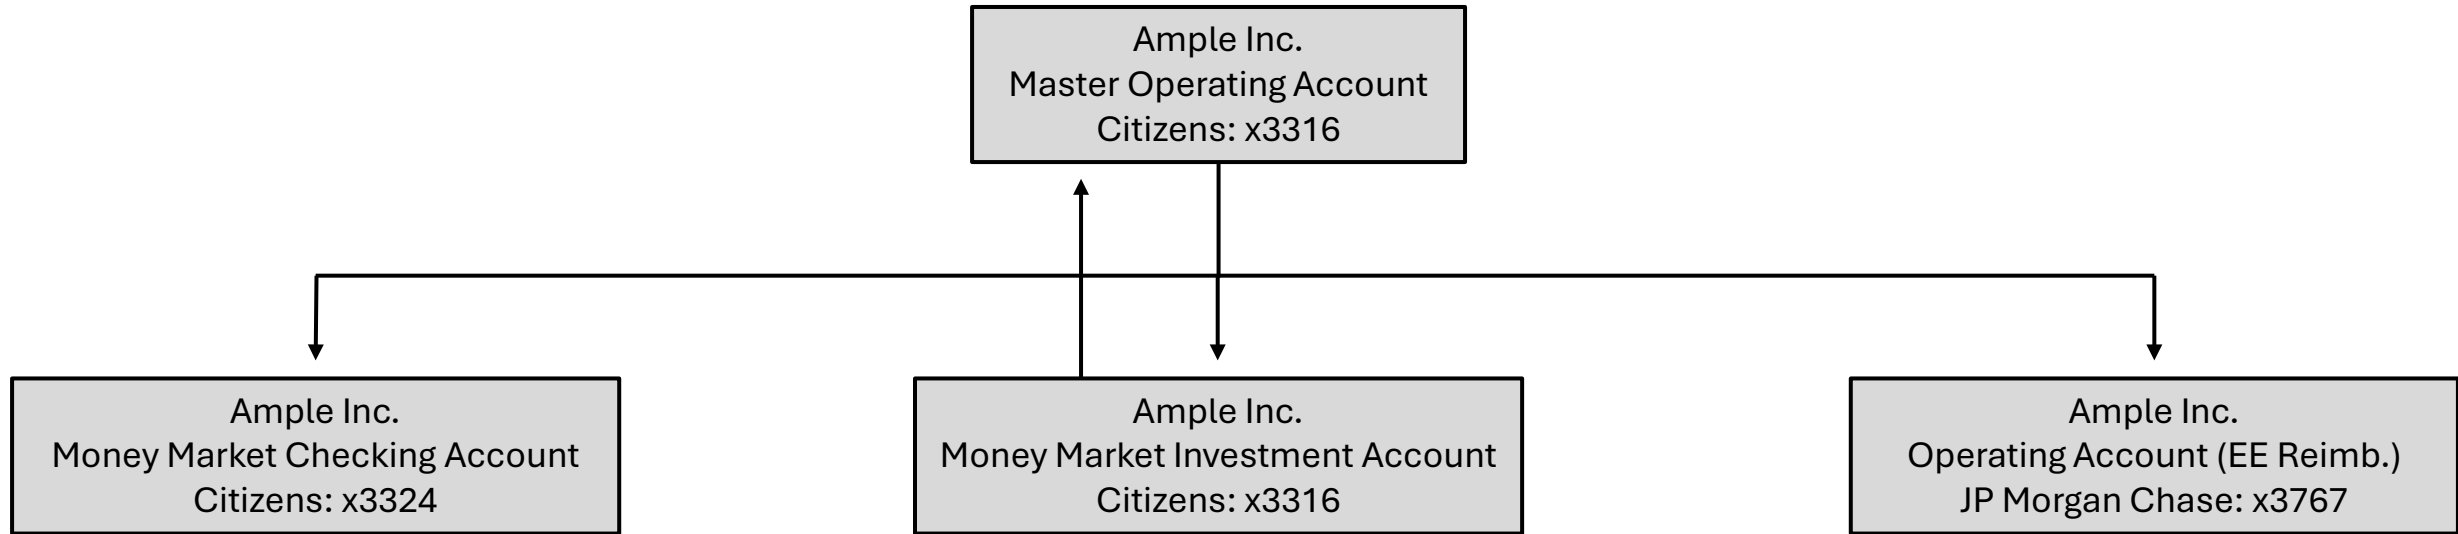 Ample Inc.
Master Operating Account
Citizens: x3316
Ample Inc.
Money Market Checking Account
Citizens: x3324
Ample Inc.
Money Market Investment Account
Citizens: x3316
Ample Inc.
Operating Account (EE Reimb.)
JP Morgan Chase: x3767